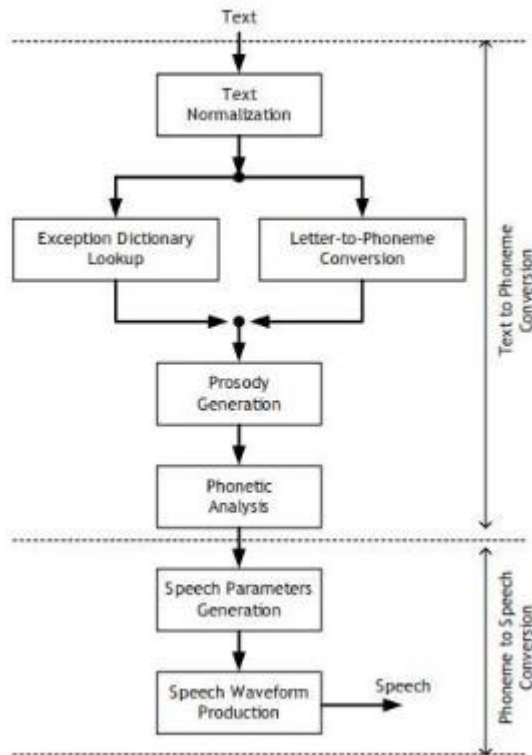 Text
Text
Normalization
Exception Dictionary
Lookup
Letter-to-Phoneme
Conversion
Prosody
Generation
Phonetic
Analysis
Text to Phoneme
Conversion
Speech Parameters
Generation
Speech Waveform
Production
Speech
Phoneme to Speech
Conversion